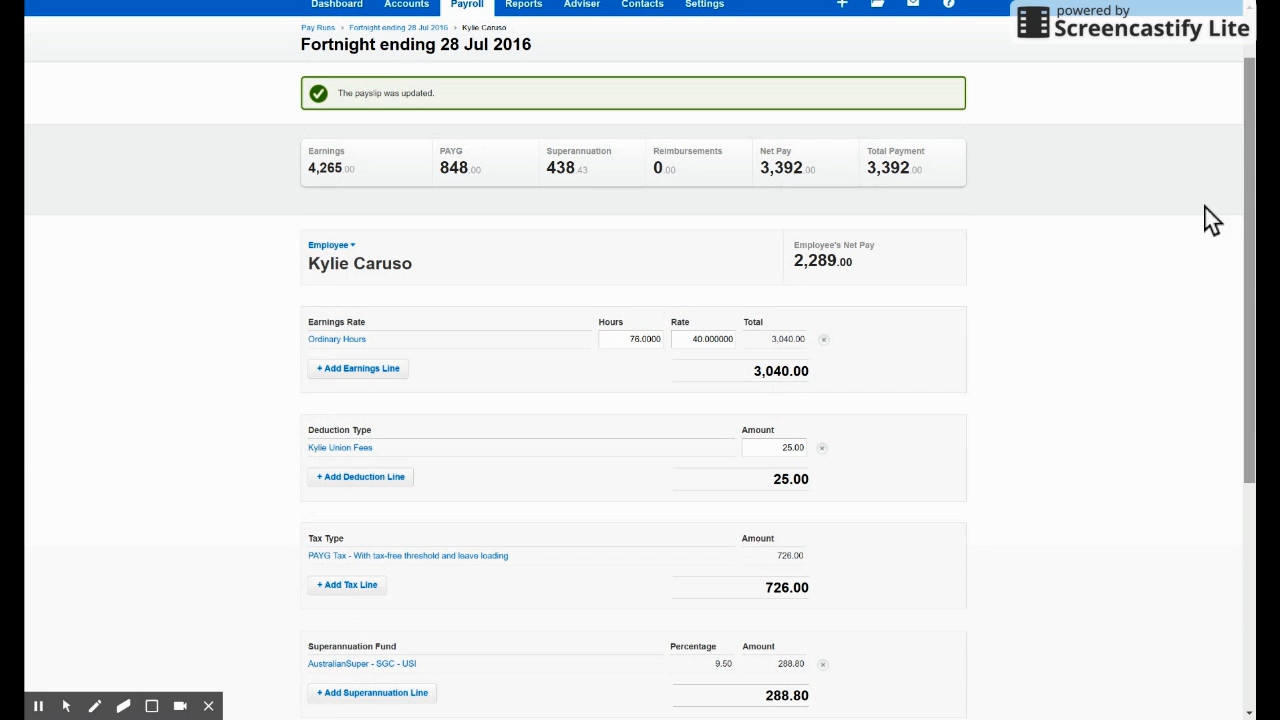 Dashboard Accounts Payroll Reports Adviser Contacts Settings
powered by
Screencastify Lite
Pay Runs > Fortnight ending 28 Jul 2016 > Kylie Caruso
Fortnight ending 28 Jul 2016
The payslip was updated.
Earnings PAYG Superannuation Reimbursements Net Pay Total Payment
4,265.00 848.00 438.43 0.00 3,392.00 3,392.00
Employee Employee's Net Pay
Kylie Caruso 2,289.00
Earnings Rate Hours Rate Total
Ordinary Hours 76.0000 40.000000 3,040.00
+ Add Earnings Line 3,040.00
Deduction Type Amount
Kylie Union Fees 25.00
+ Add Deduction Line 25.00
Tax Type Amount
PAYG Tax - With tax-free threshold and leave loading 726.00
+ Add Tax Line 726.00
Superannuation Fund Percentage Amount
AustralianSuper - SGC - USI 9.50 288.80
+ Add Superannuation Line 288.80